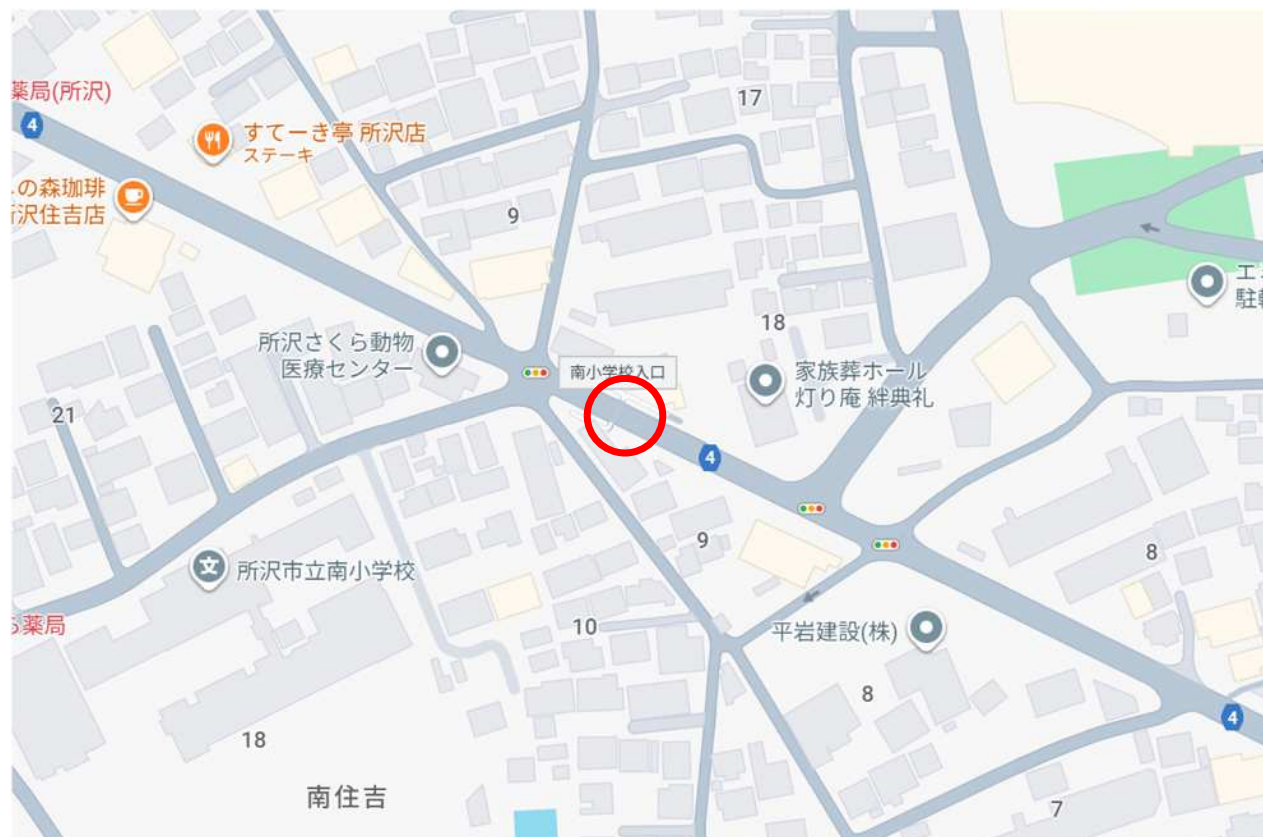 薬局(所沢)
4
すてーき亭 所沢店
ステーキ
17
の森珈琲
沢住吉店
9
所沢さくら動物
医療センター
南小学校入口
18
家族葬ホール
灯り庵 絆典礼
エ
駐
21
4
9
8
文
所沢市立南小学校
薬局
10
平岩建設(株)
8
18
4
南住吉
7